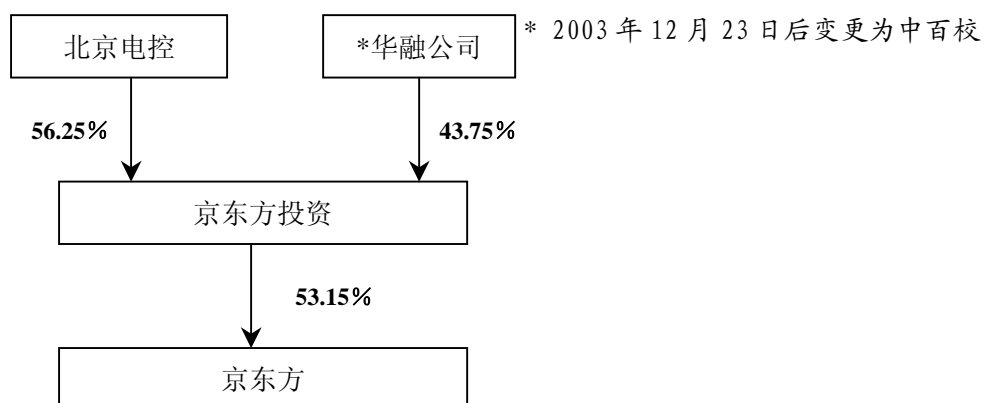 北京电控
*华融公司
* 2003 年 12 月 23 日后变更为中百校
56.25%
43.75%
京东方投资
53.15%
京东方